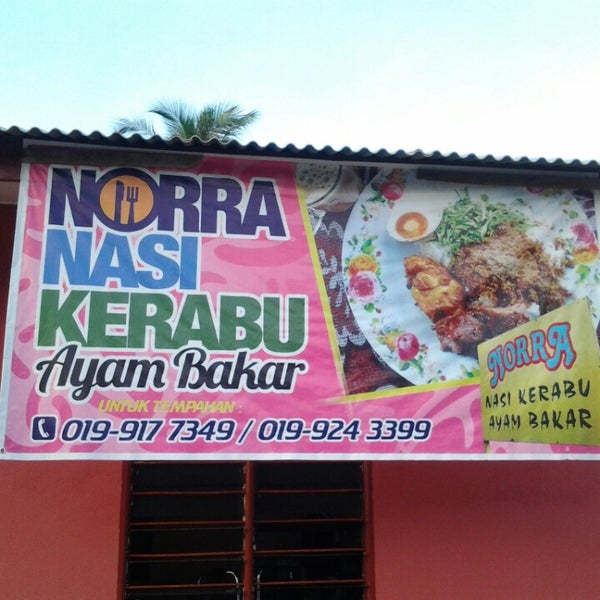 NORRA
NASI
KERABU
Ayam Bakar
UNTUK TEMPAHAN :
019-917 7349 / 019-924 3399
NORRA
NASI KERABU
AYAM BAKAR